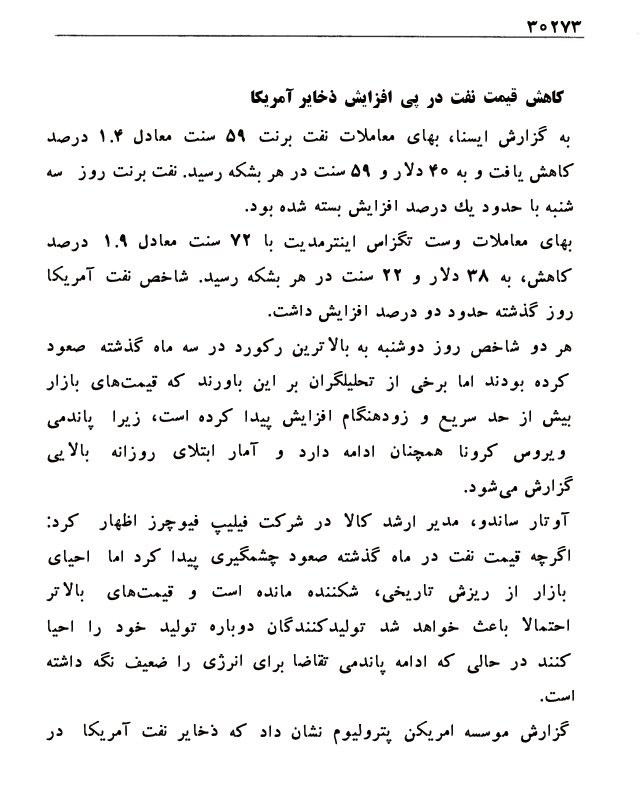 ۳۰۲۷۳
کاهش قیمت نفت در پی افزایش ذخایر آمریکا
به گزارش ایسنا، بهای معاملات نفت برنت ۵۹ سنت معادل ۱.۴ درصد
کاهش یافت و به ۴۰ دلار و ۵۹ سنت در هر بشکه رسید. نفت برنت روز سه
شنبه با حدود یك درصد افزایش بسته شده بود.
بهای معاملات وست تگزاس اینترمدیت با ۷۲ سنت معادل ۱.۹ درصد
کاهش، به ۳۸ دلار و ۲۲ سنت در هر بشکه رسید. شاخص نفت آمریکا
روز گذشته حدود دو درصد افزایش داشت.
هر دو شاخص روز دوشنبه به بالاترین رکورد در سه ماه گذشته صعود
کرده بودند اما برخی از تحلیلگران بر این باورند که قیمت‌های بازار
بیش از حد سریع و زودهنگام افزایش پیدا کرده است، زیرا پاندمی
ویروس کرونا همچنان ادامه دارد و آمار ابتلای روزانه بالایی
گزارش می‌شود.
آوتار ساندو، مدیر ارشد کالا در شرکت فیلیپ فیوچرز اظهار کرد:
اگرچه قیمت نفت در ماه گذشته صعود چشمگیری پیدا کرد اما احیای
بازار از ریزش تاریخی، شکننده مانده است و قیمت‌های بالاتر
احتمالا باعث خواهد شد تولیدکنندگان دوباره تولید خود را احیا
کنند در حالی که ادامه پاندمی تقاضا برای انرژی را ضعیف نگه داشته
است.
گزارش موسسه امریکن پترولیوم نشان داد که ذخایر نفت آمریکا در